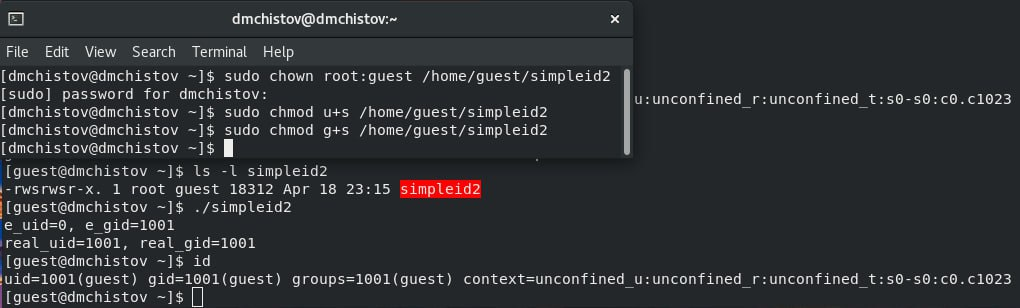 dmchistov@dmchistov:~
File Edit View Search Terminal Help
[dmchistov@dmchistov ~]$ sudo chown root:guest /home/guest/simpleid2
[sudo] password for dmchistov:
[dmchistov@dmchistov ~]$ sudo chmod u+s /home/guest/simpleid2
[dmchistov@dmchistov ~]$ sudo chmod g+s /home/guest/simpleid2
[dmchistov@dmchistov ~]$
u:unconfined_r:unconfined_t:s0-s0:c0.c1023
[guest@dmchistov ~]$ ls -l simpleid2
-rwsrwsr-x. 1 root guest 18312 Apr 18 23:15 simpleid2
[guest@dmchistov ~]$ ./simpleid2
e_uid=0, e_gid=1001
real_uid=1001, real_gid=1001
[guest@dmchistov ~]$ id
uid=1001(guest) gid=1001(guest) groups=1001(guest) context=unconfined_u:unconfined_r:unconfined_t:s0-s0:c0.c1023
[guest@dmchistov ~]$